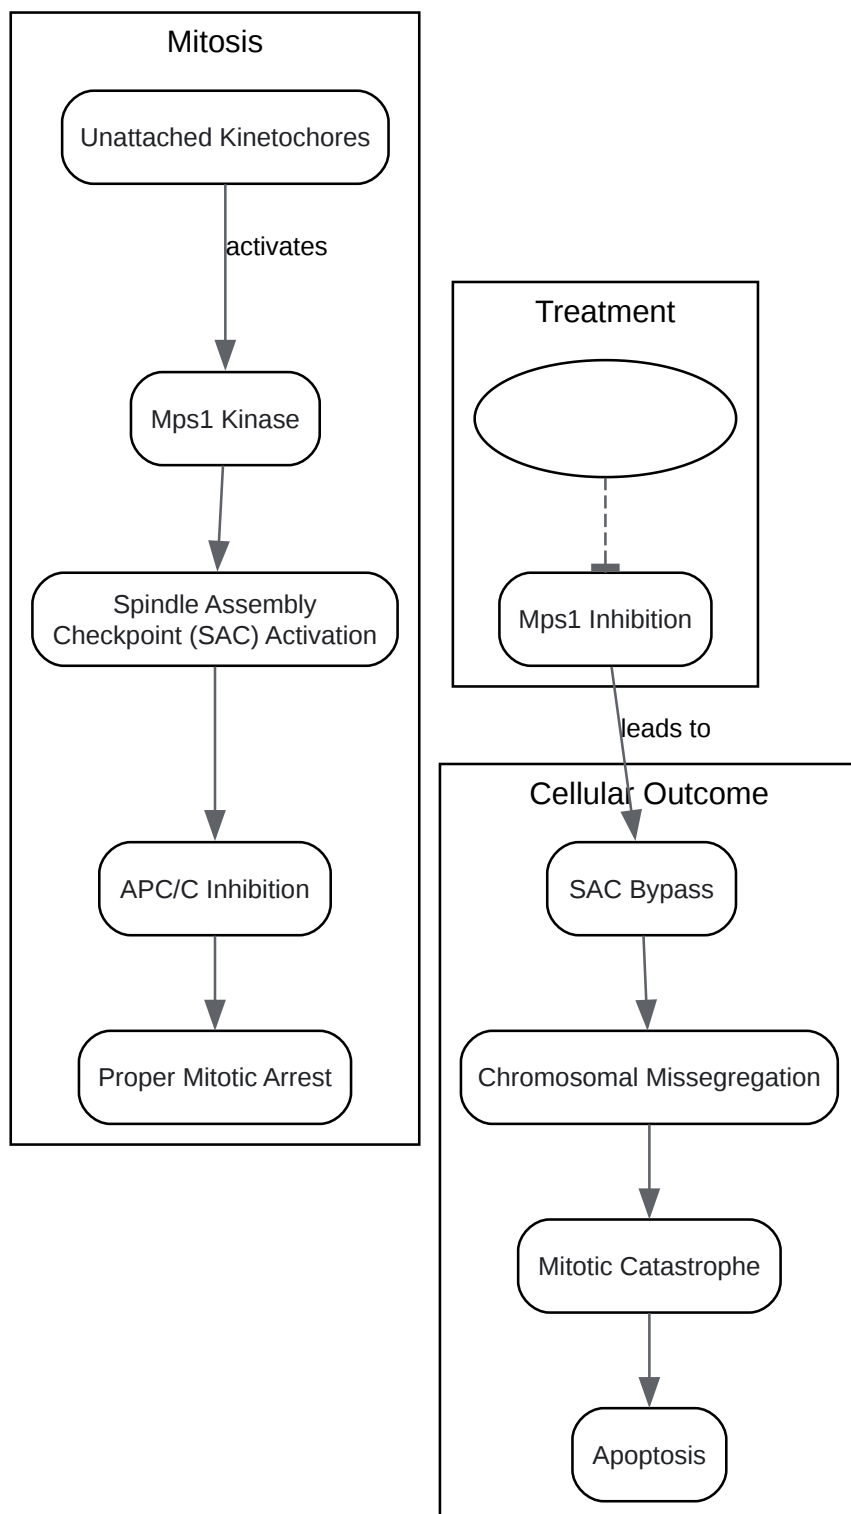 Mitosis
Unattached Kinetochores
activates
Mps1 Kinase
Spindle Assembly
Checkpoint (SAC) Activation
APC/C Inhibition
Proper Mitotic Arrest
Treatment
Mps1 Inhibition
leads to
Cellular Outcome
SAC Bypass
Chromosomal Missegregation
Mitotic Catastrophe
Apoptosis